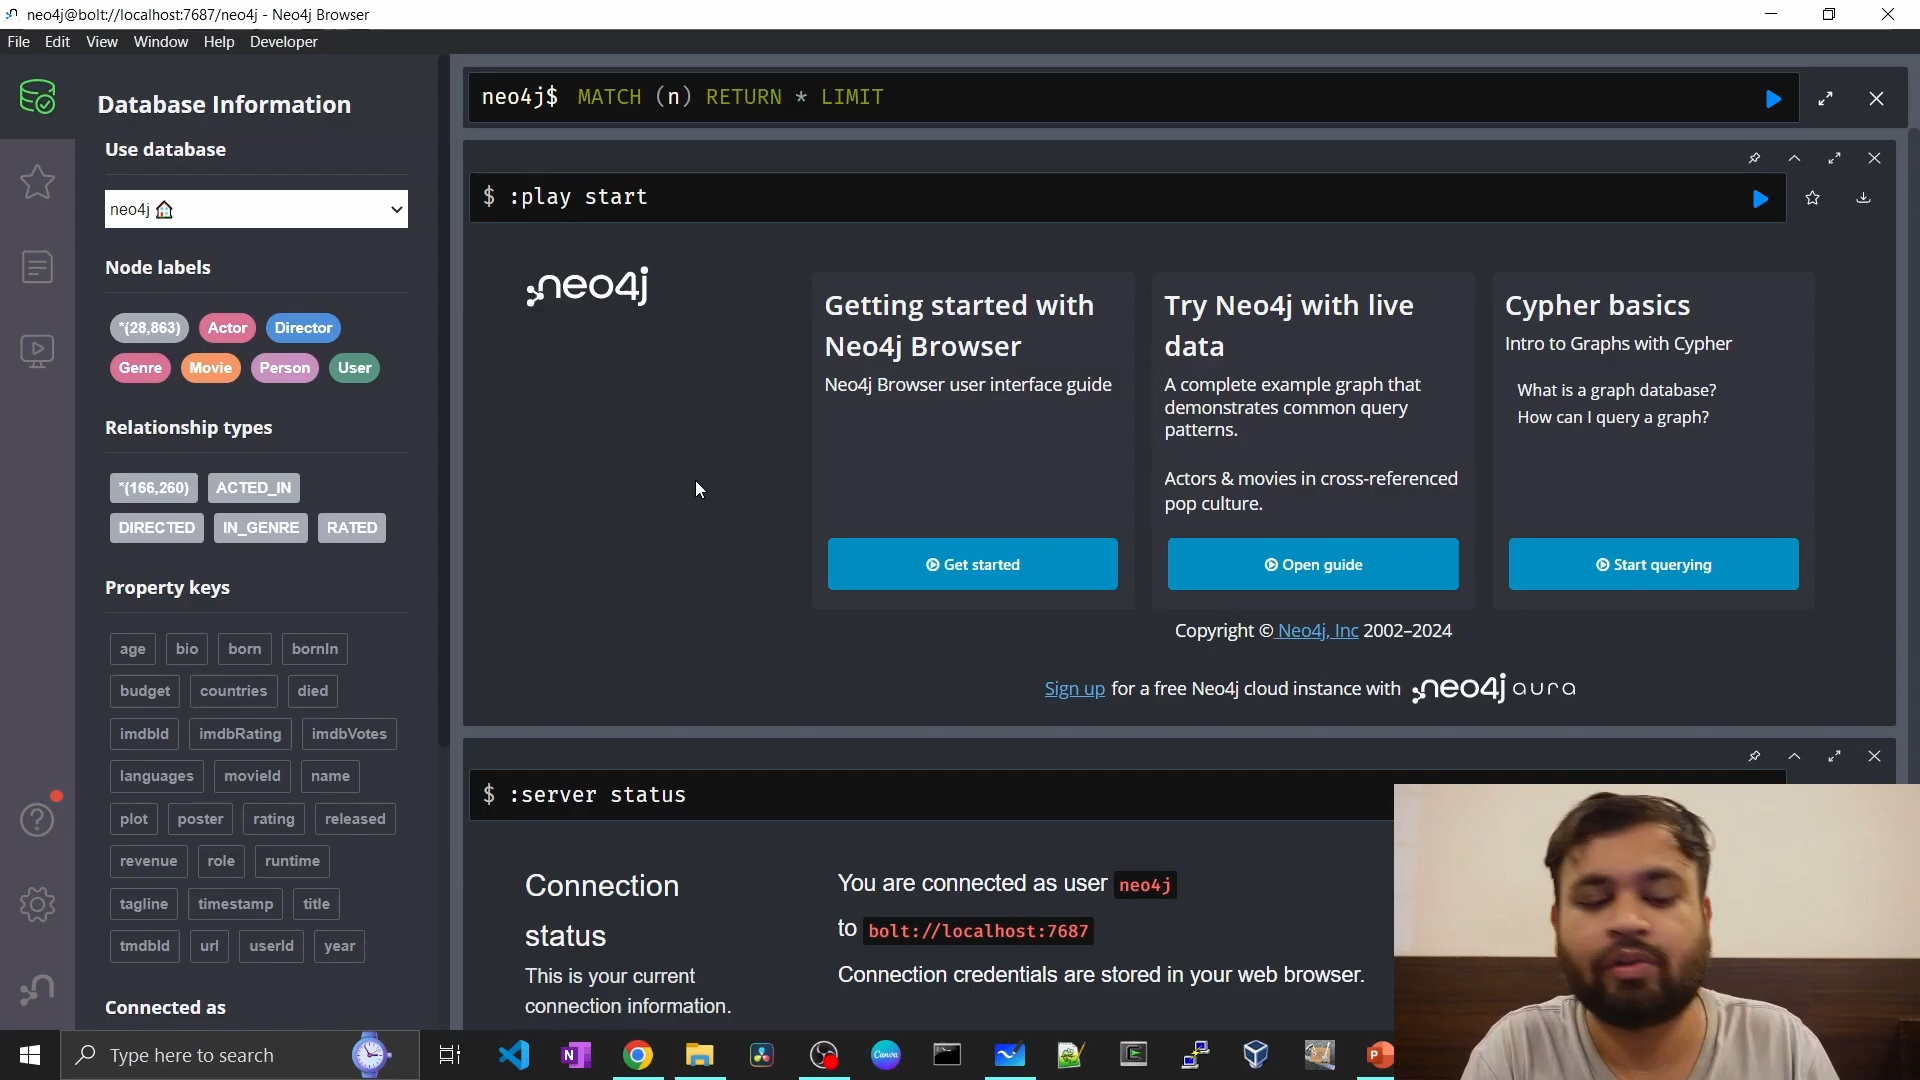 neo4j@bolt://localhost:7687/neo4j - Neo4j Browser
File Edit View Window Help Developer
Database Information
Use database
neo4j
Node labels
*(28,863) Actor Director
Genre Movie Person User
Relationship types
*(166,260) ACTED_IN
DIRECTED IN_GENRE RATED
Property keys
age bio born bornIn
budget countries died
imdbId imdbRating imdbVotes
languages movieId name
plot poster rating released
revenue role runtime
tagline timestamp title
tmdbId url userId year
Connected as
neo4j$ MATCH (n) RETURN * LIMIT
$ :play start
neo4j
Getting started with
Neo4j Browser
Neo4j Browser user interface guide
Get started
Try Neo4j with live
data
A complete example graph that
demonstrates common query
patterns.
Actors & movies in cross-referenced
pop culture.
Open guide
Cypher basics
Intro to Graphs with Cypher
What is a graph database?
How can I query a graph?
Start querying
Copyright © Neo4j, Inc 2002–2024
Sign up for a free Neo4j cloud instance with neo4j aura
$ :server status
Connection
status
This is your current
connection information.
You are connected as user neo4j
to bolt://localhost:7687
Connection credentials are stored in your web browser.
Type here to search
Canva